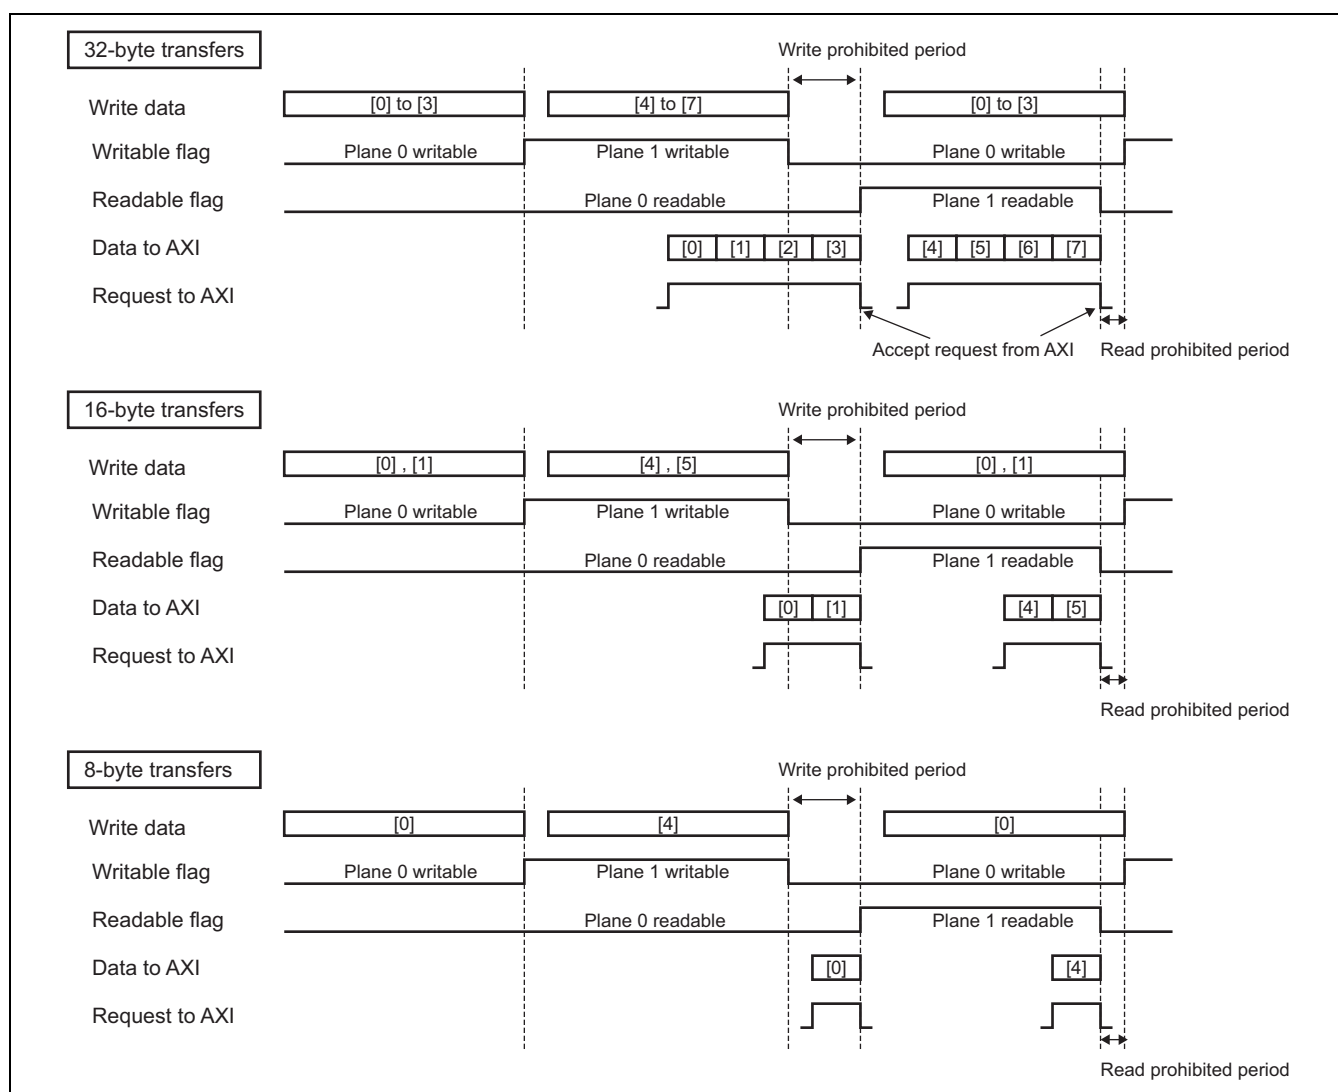 32-byte transfers
Write prohibited period
Write data [0] to [3] [4] to [7] [0] to [3]
Writable flag Plane 0 writable Plane 1 writable Plane 0 writable
Readable flag Plane 0 readable Plane 1 readable
Data to AXI [0] [1] [2] [3] [4] [5] [6] [7]
Request to AXI
Accept request from AXI Read prohibited period
16-byte transfers
Write prohibited period
Write data [0] , [1] [4] , [5] [0] , [1]
Writable flag Plane 0 writable Plane 1 writable Plane 0 writable
Readable flag Plane 0 readable Plane 1 readable
Data to AXI [0] [1] [4] [5]
Request to AXI
Read prohibited period
8-byte transfers
Write prohibited period
Write data [0] [4] [0]
Writable flag Plane 0 writable Plane 1 writable Plane 0 writable
Readable flag Plane 0 readable Plane 1 readable
Data to AXI [0] [4]
Request to AXI
Read prohibited period